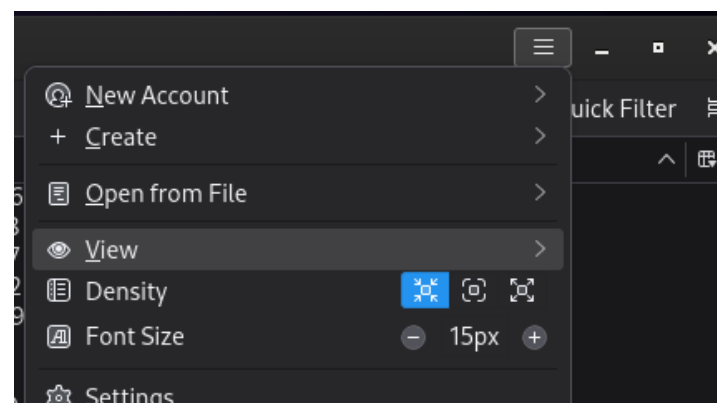 New Account
Create
uick Filter
Open from File
View
Density
Font Size
15px
Settings